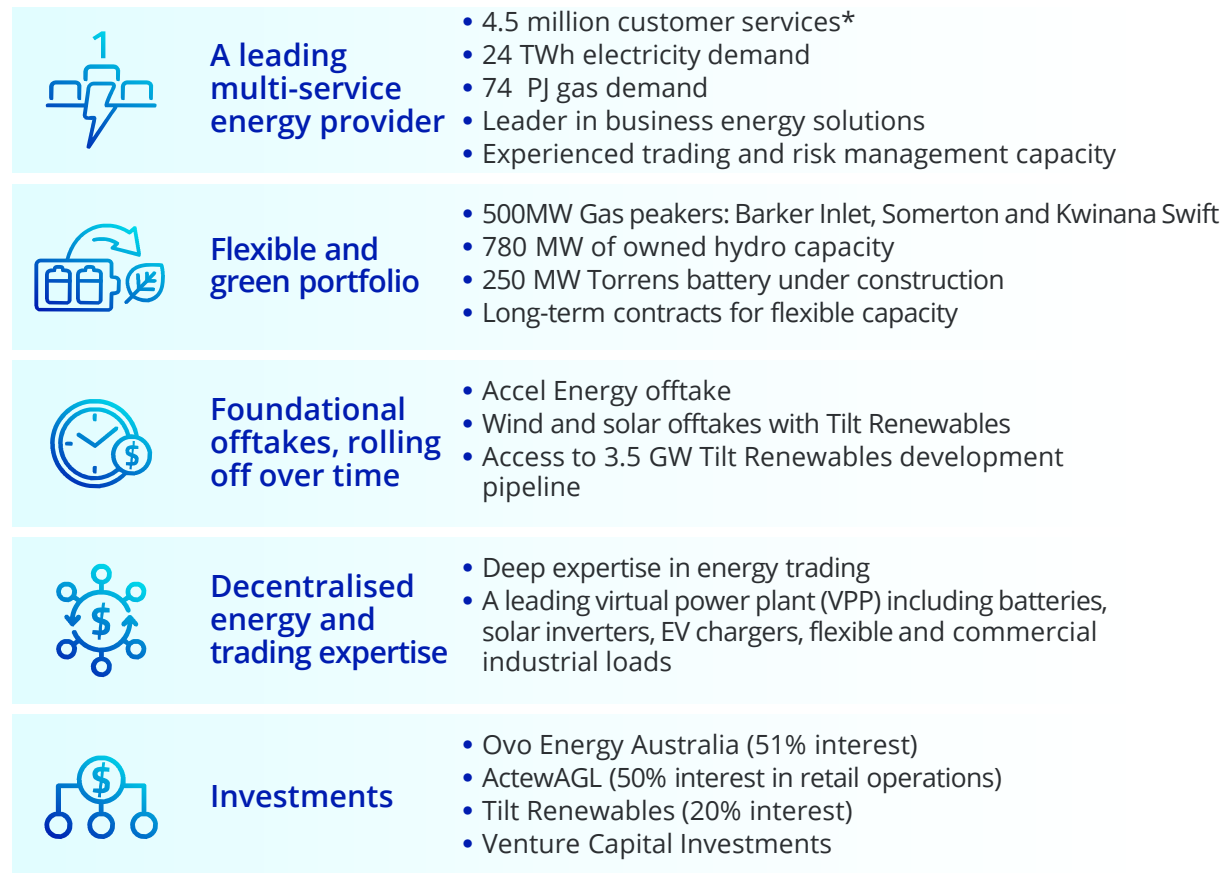 1
A leading
multi-service
energy provider
• 4.5 million customer services*
• 24 TWh electricity demand
• 74 PJ gas demand
• Leader in business energy solutions
• Experienced trading and risk management capacity
Flexible and
green portfolio
• 500MW Gas peakers: Barker Inlet, Somerton and Kwinana Swift
• 780 MW of owned hydro capacity
• 250 MW Torrens battery under construction
• Long-term contracts for flexible capacity
$
Foundational
offtakes, rolling
off over time
• Accel Energy offtake
• Wind and solar offtakes with Tilt Renewables
• Access to 3.5 GW Tilt Renewables development
pipeline
$
Decentralised
energy and
trading expertise
• Deep expertise in energy trading
• A leading virtual power plant (VPP) including batteries,
solar inverters, EV chargers, flexible and commercial
industrial loads
$
Investments
• Ovo Energy Australia (51% interest)
• ActewAGL (50% interest in retail operations)
• Tilt Renewables (20% interest)
• Venture Capital Investments